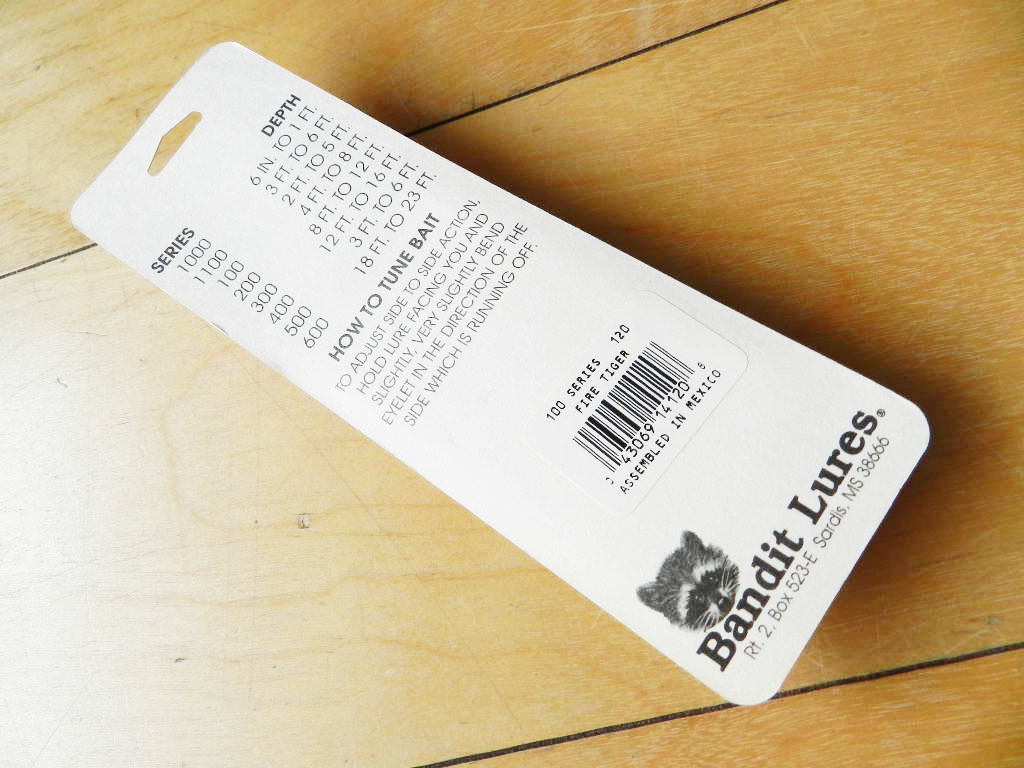 SERIES DEPTH
1000 6 IN. TO 1 FT.
1100 3 FT. TO 6 FT.
100 2 FT. TO 5 FT.
200 4 FT. TO 8 FT.
300 8 FT. TO 12 FT.
400 12 FT. TO 16 FT.
500 3 FT. TO 6 FT.
600 18 FT. TO 23 FT.
HOW TO TUNE BAIT
TO ADJUST SIDE TO SIDE ACTION,
HOLD LURE FACING YOU AND
SLIGHTLY, VERY SLIGHTLY BEND
EYELET IN THE DIRECTION OF THE
SIDE WHICH IS RUNNING OFF.
100 SERIES 120
FIRE TIGER
0 43069 14120 8
ASSEMBLED IN MEXICO
Bandit Lures®
Rt. 2, Box 523-E Sardis, MS 38666